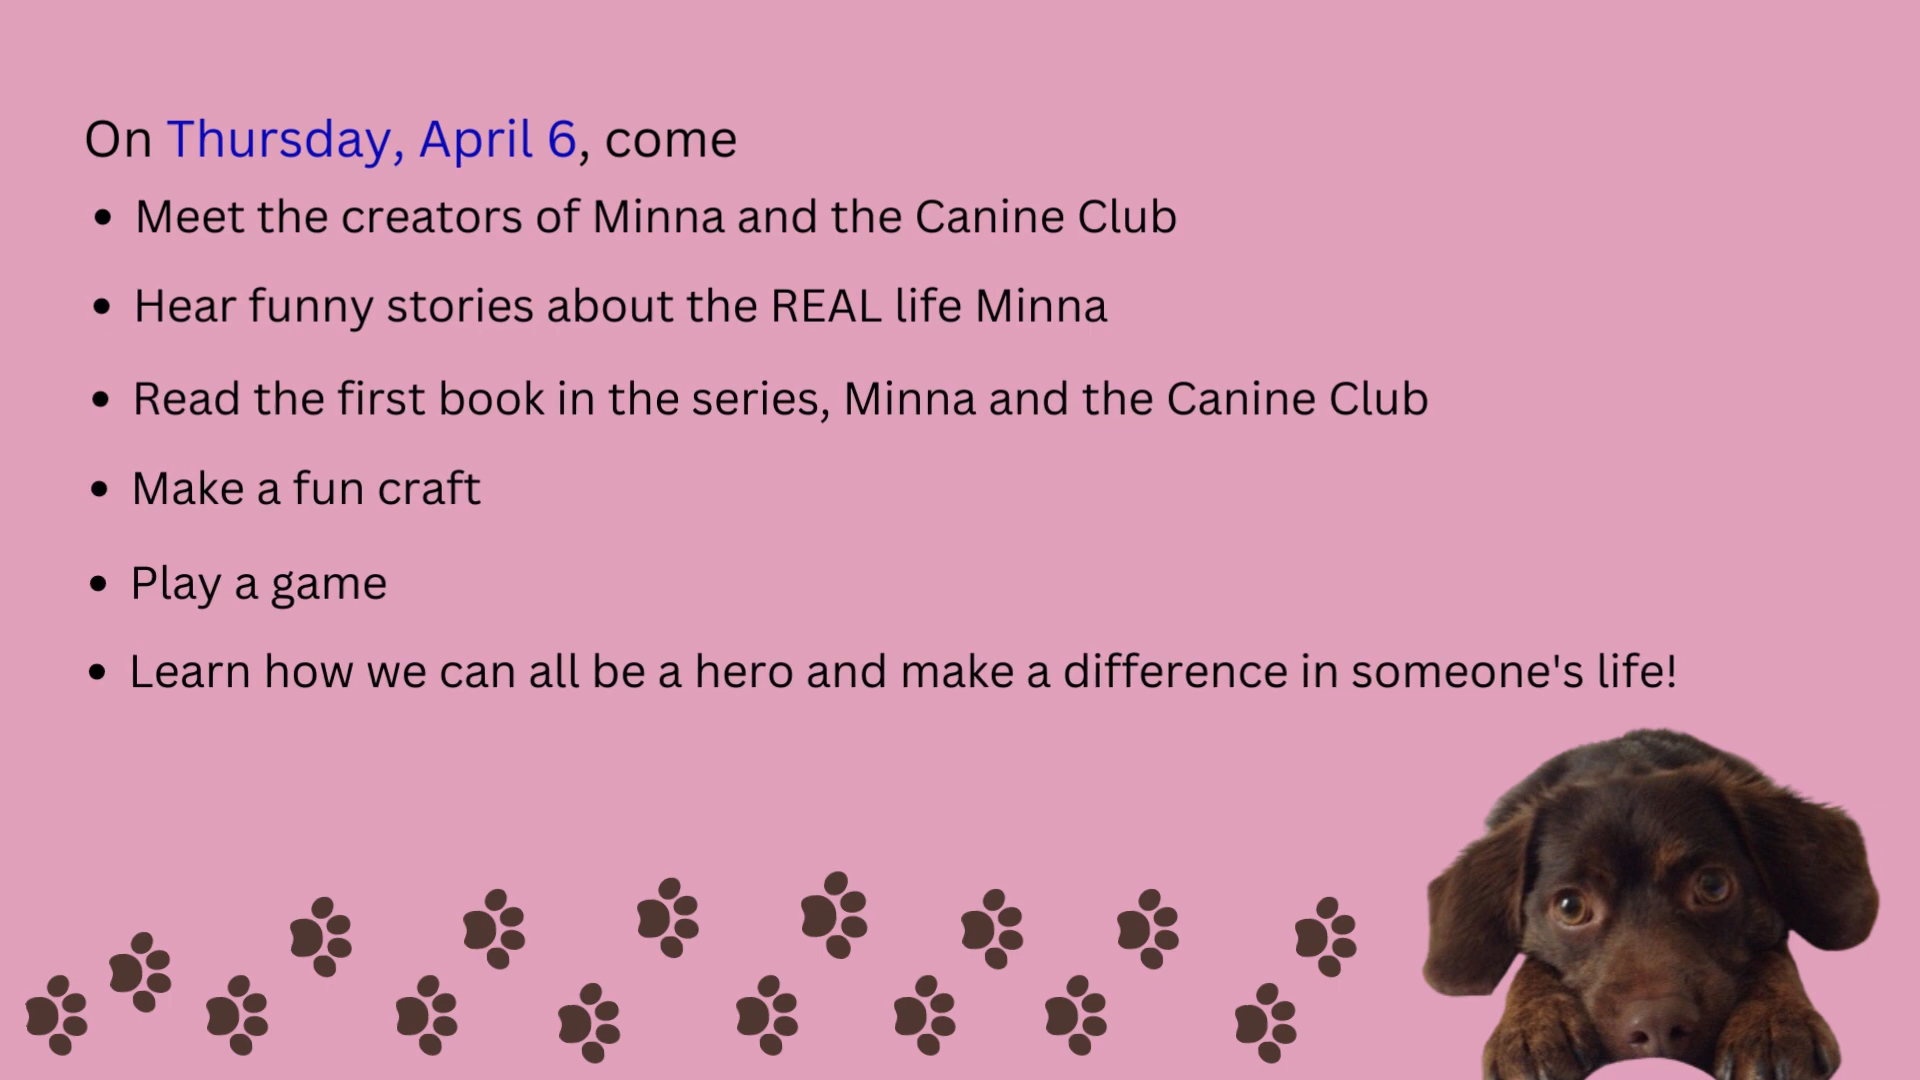 On Thursday, April 6, come
• Meet the creators of Minna and the Canine Club
• Hear funny stories about the REAL life Minna
• Read the first book in the series, Minna and the Canine Club
• Make a fun craft
• Play a game
• Learn how we can all be a hero and make a difference in someone's life!